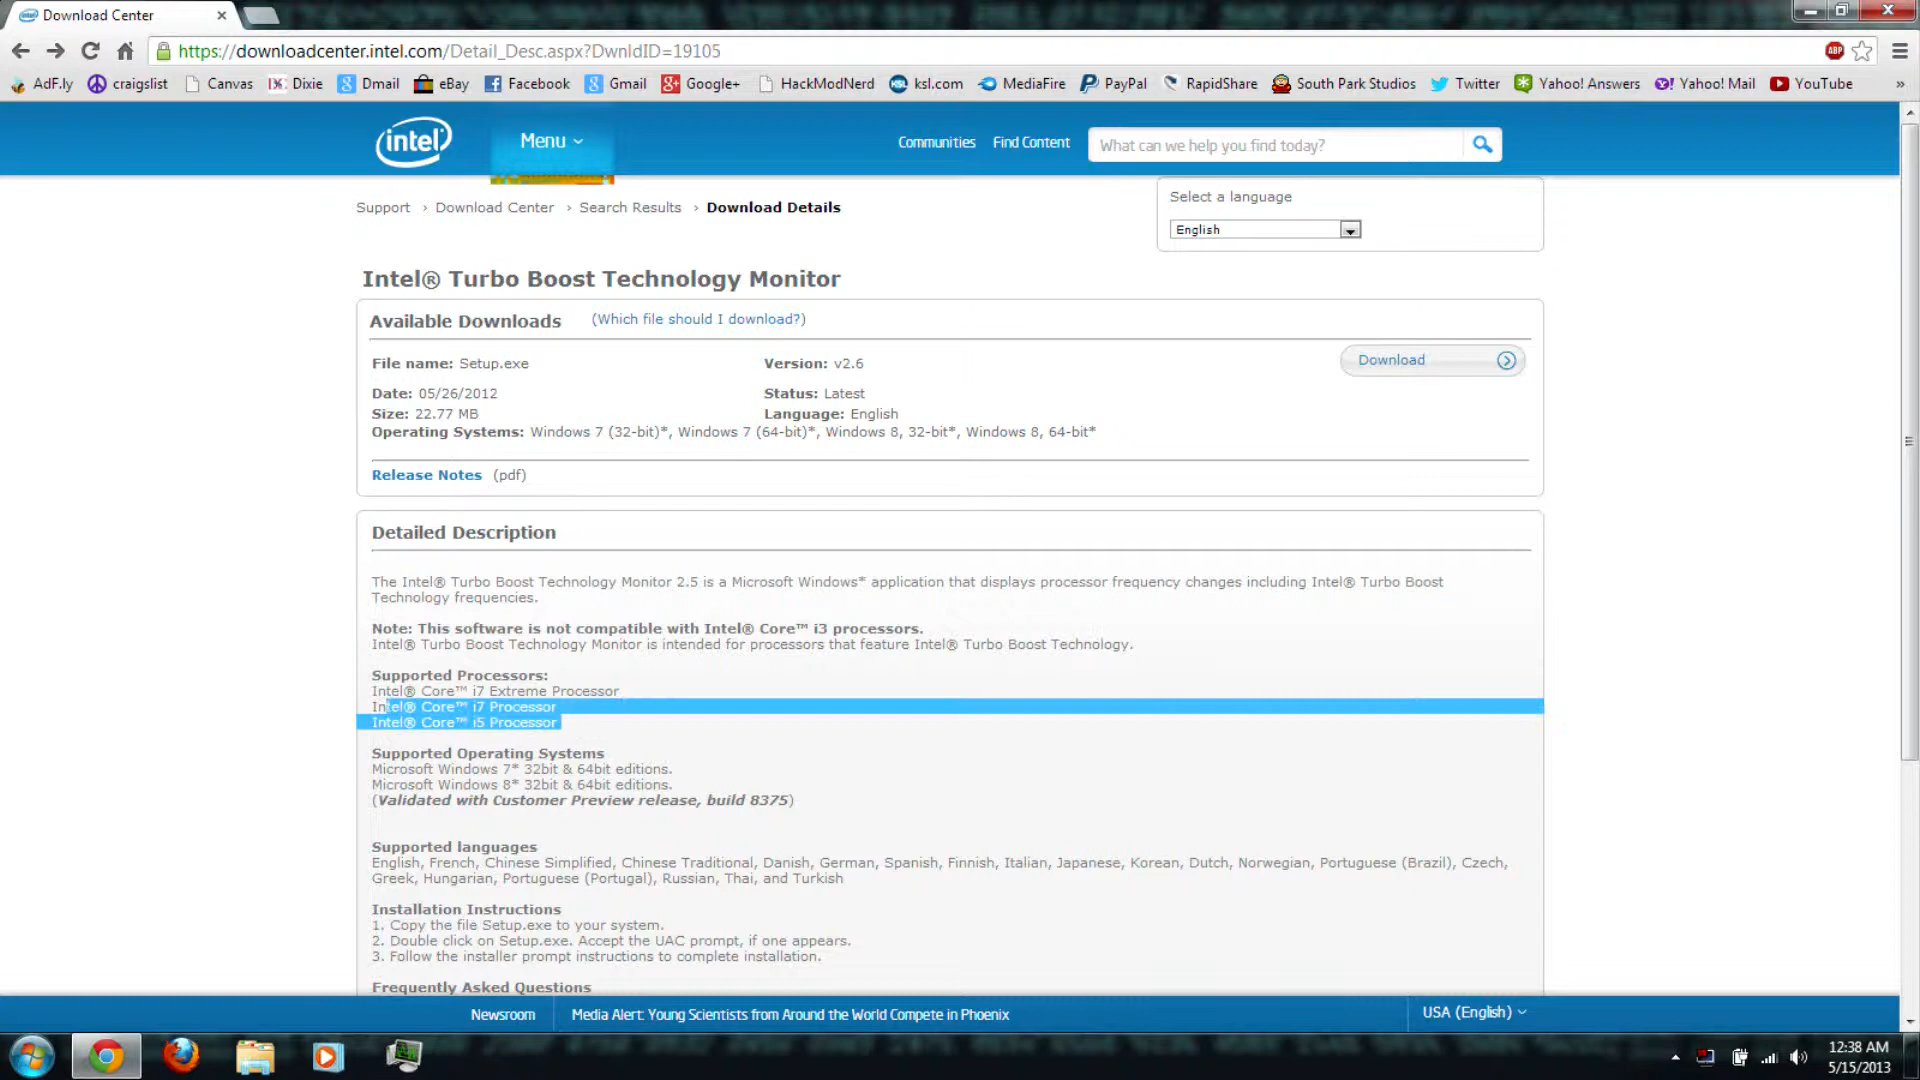 Download Center
https://downloadcenter.intel.com/Detail_Desc.aspx?DwnldID=19105
ABP
AdF.ly craigslist Canvas Dixie Dmail eBay Facebook Gmail Google+ HackModNerd ksl.com MediaFire PayPal RapidShare South Park Studios Twitter Yahoo! Answers Yahoo! Mail YouTube »
intel Menu Communities Find Content What can we help you find today?
Support › Download Center › Search Results › Download Details
Select a language
English
Intel® Turbo Boost Technology Monitor
Available Downloads (Which file should I download?)
File name: Setup.exe Version: v2.6 Download
Date: 05/26/2012 Status: Latest
Size: 22.77 MB Language: English
Operating Systems: Windows 7 (32-bit)*, Windows 7 (64-bit)*, Windows 8, 32-bit*, Windows 8, 64-bit*
Release Notes (pdf)
Detailed Description
The Intel® Turbo Boost Technology Monitor 2.5 is a Microsoft Windows* application that displays processor frequency changes including Intel® Turbo Boost
Technology frequencies.
Note: This software is not compatible with Intel® Core™ i3 processors.
Intel® Turbo Boost Technology Monitor is intended for processors that feature Intel® Turbo Boost Technology.
Supported Processors:
Intel® Core™ i7 Extreme Processor
Intel® Core™ i7 Processor
Intel® Core™ i5 Processor
Supported Operating Systems
Microsoft Windows 7* 32bit & 64bit editions.
Microsoft Windows 8* 32bit & 64bit editions.
(Validated with Customer Preview release, build 8375)
Supported languages
English, French, Chinese Simplified, Chinese Traditional, Danish, German, Spanish, Finnish, Italian, Japanese, Korean, Dutch, Norwegian, Portuguese (Brazil), Czech,
Greek, Hungarian, Portuguese (Portugal), Russian, Thai, and Turkish
Installation Instructions
1. Copy the file Setup.exe to your system.
2. Double click on Setup.exe. Accept the UAC prompt, if one appears.
3. Follow the installer prompt instructions to complete installation.
Frequently Asked Questions
Newsroom Media Alert: Young Scientists from Around the World Compete in Phoenix USA (English)
12:38 AM
5/15/2013